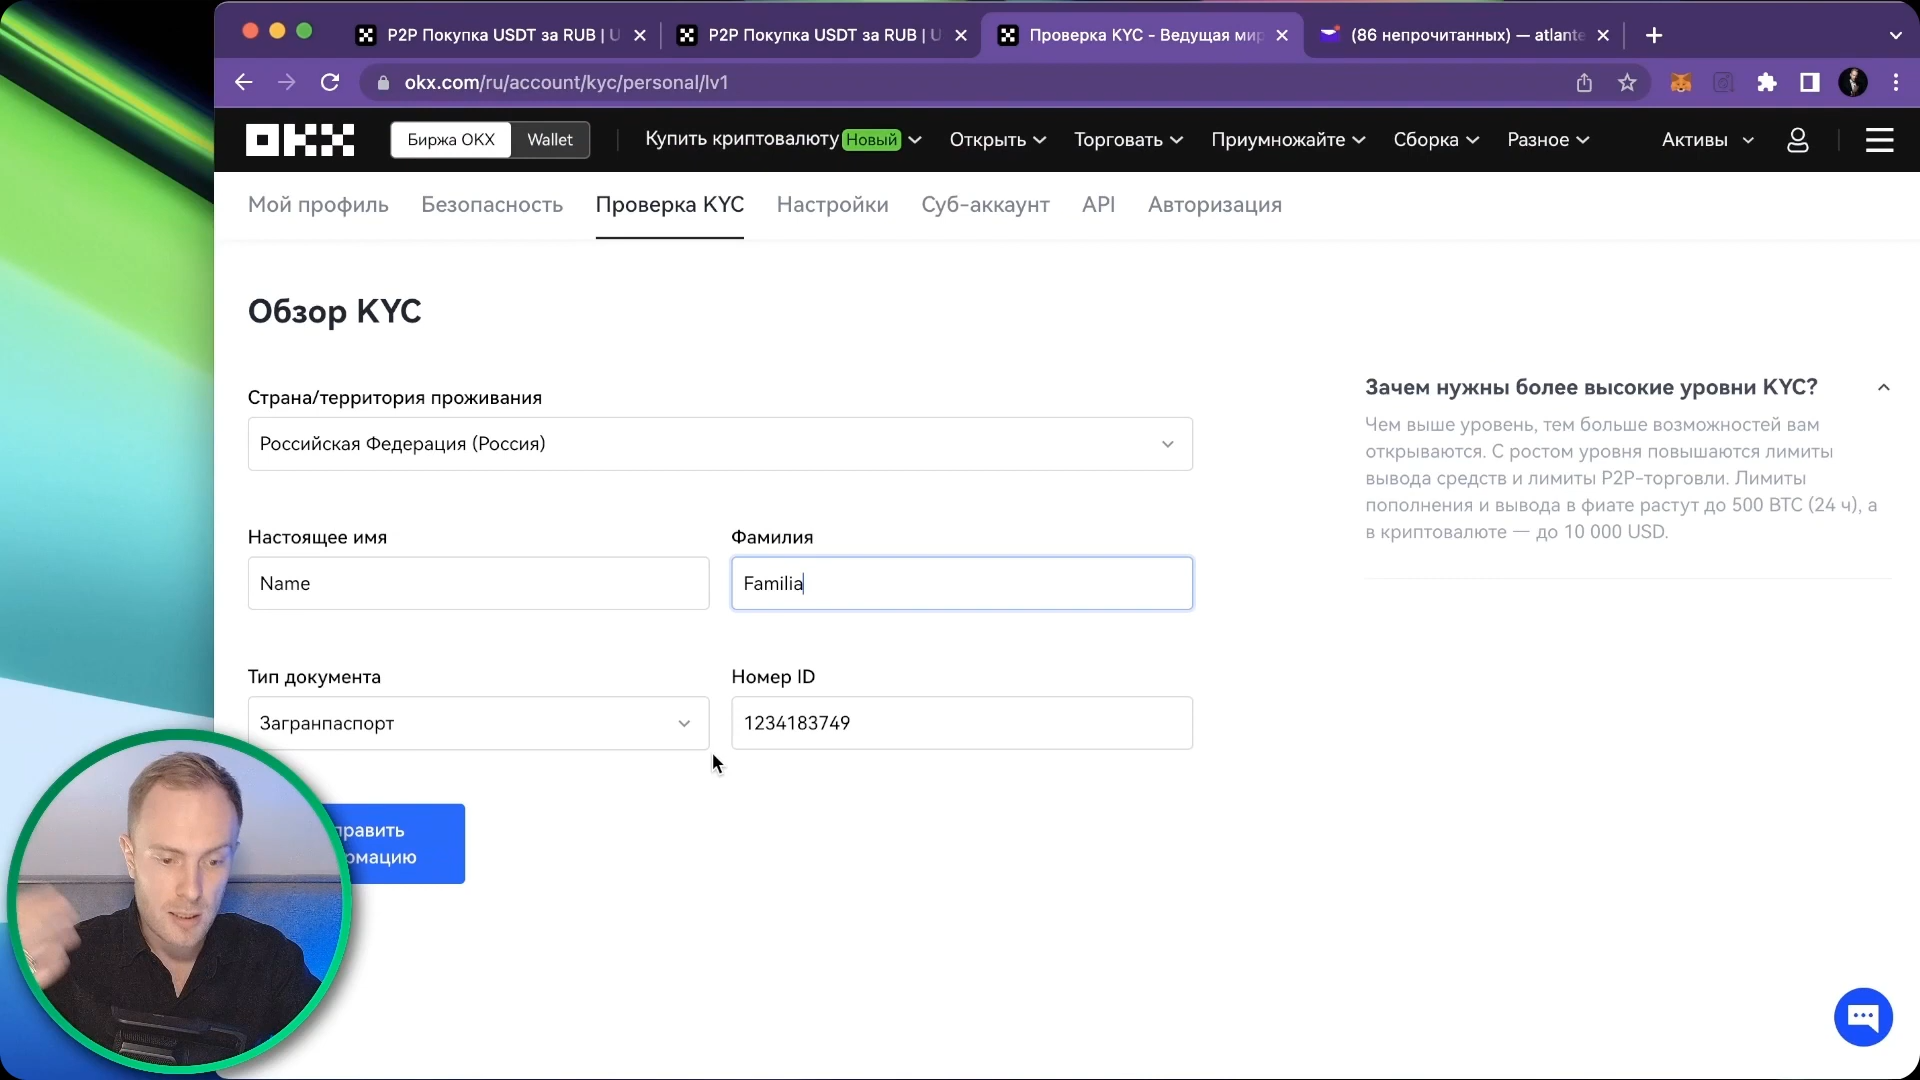 P2P Покупка USDT за RUB | U
P2P Покупка USDT за RUB | U
Проверка KYC - Ведущая мир
(86 непрочитанных) — atlante
okx.com/ru/account/kyc/personal/lv1
OKX
Биржа OKX
Wallet
Купить криптовалюту Новый
Открыть
Торговать
Приумножайте
Сборка
Разное
Активы
Мой профиль
Безопасность
Проверка KYC
Настройки
Суб-аккаунт
API
Авторизация
Обзор KYC
Страна/территория проживания
Российская Федерация (Россия)
Настоящее имя
Фамилия
Name
Familia
Тип документа
Номер ID
Загранпаспорт
1234183749
править
рмацию
Зачем нужны более высокие уровни KYC?
Чем выше уровень, тем больше возможностей вам
открываются. С ростом уровня повышаются лимиты
вывода средств и лимиты P2P-торговли. Лимиты
пополнения и вывода в фиате растут до 500 BTC (24 ч), а
в криптовалюте — до 10 000 USD.